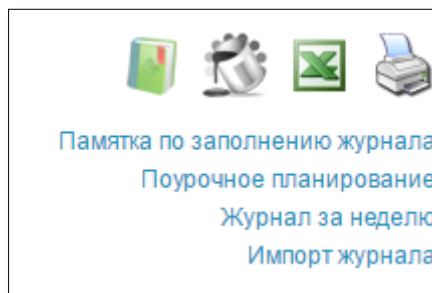 Памятка по заполнению журнала
Поурочное планирование
Журнал за неделю
Импорт журнала